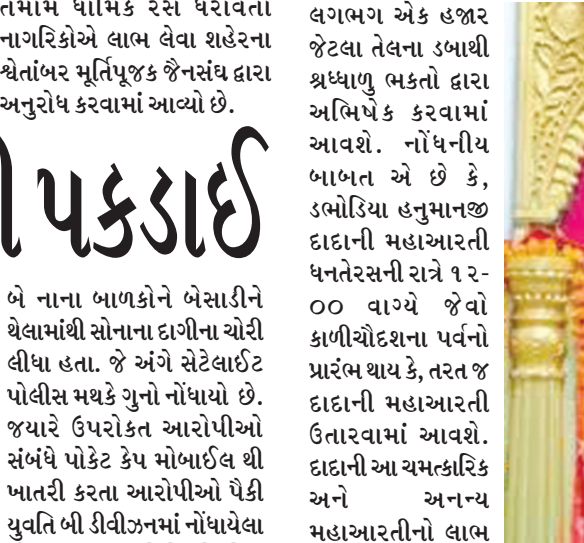 તમામ ધાર્મિક રસ ધરાવતા
નાગરિકોએ લાભ લેવા શહેરના
શ્વેતાંબર મૂર્તિપૂજક જૈનસંઘ દ્વારા
અનુરોધ કરવામાં આવ્યો છે.
પકડાઈ
બે નાના બાળકોને બેસાડીને
થેલામાંથી સોનાના દાગીના ચોરી
લીધા હતા. જે અંગે સેટેલાઈટ
પોલીસ મથકે ગુનો નોંધાયો છે.
જયારે ઉપરોકત આરોપીઓ
સંબંધે પોકેટ કેપ મોબાઈલ થી
ખાતરી કરતા આરોપીઓ પૈકી
યુવતિ બી ડીવીઝનમાં નોંધાયેલા
લગભગ એક હજાર
જેટલા તેલના ડબાથી
શ્રધ્ધાળુ ભકતો દ્વારા
અભિષેક કરવામાં
આવશે. નોંધનીય
બાબત એ છે કે,
ડભોડિયા હનુમાનજી
દાદાની મહાઆરતી
ધનતેરસની રાત્રે ૧૨-
૦૦ વાગ્યે જેવો
કાળીચૌદશના પર્વનો
પ્રારંભ થાય કે, તરત જ
દાદાની મહાઆરતી
ઉતારવામાં આવશે.
દાદાની આ ચમત્કારિક
અને અનન્ય
મહાઆરતીનો લાભ